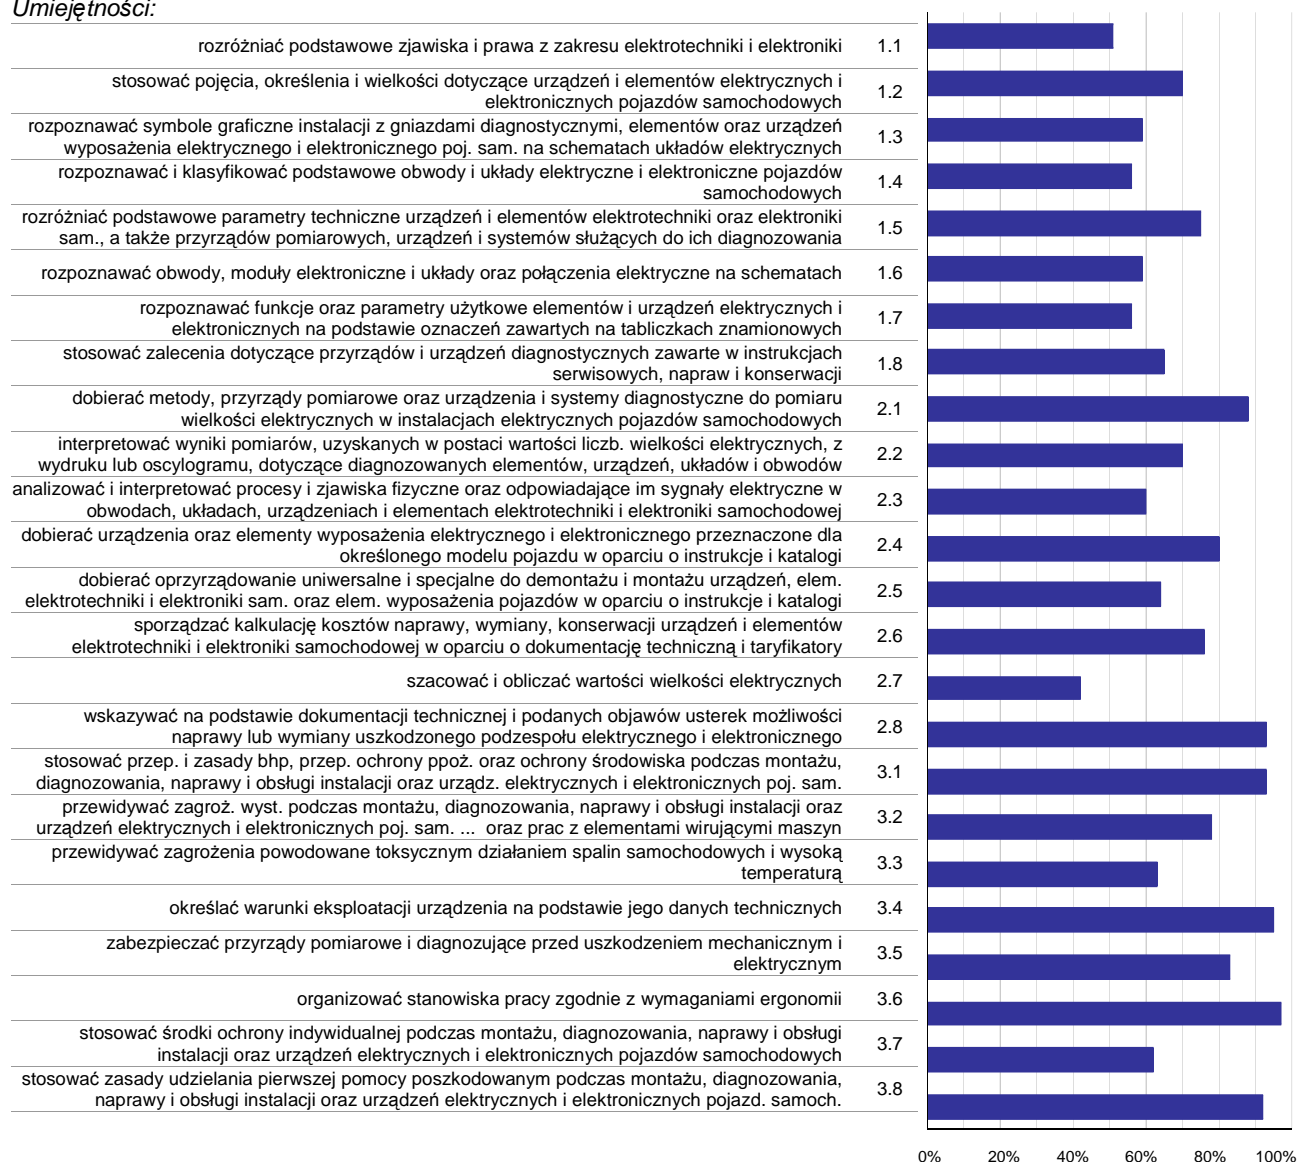 Umiejętności:
rozróżniać podstawowe zjawiska i prawa z zakresu elektrotechniki i elektroniki 1.1
stosować pojęcia, określenia i wielkości dotyczące urządzeń i elementów elektrycznych i
elektronicznych pojazdów samochodowych 1.2
rozpoznawać symbole graficzne instalacji z gniazdami diagnostycznymi, elementów oraz urządzeń
wyposażenia elektrycznego i elektronicznego poj. sam. na schematach układów elektrycznych 1.3
rozpoznawać i klasyfikować podstawowe obwody i układy elektryczne i elektroniczne pojazdów
samochodowych 1.4
rozróżniać podstawowe parametry techniczne urządzeń i elementów elektrotechniki oraz elektroniki
sam., a także przyrządów pomiarowych, urządzeń i systemów służących do ich diagnozowania 1.5
rozpoznawać obwody, moduły elektroniczne i układy oraz połączenia elektryczne na schematach 1.6
rozpoznawać funkcje oraz parametry użytkowe elementów i urządzeń elektrycznych i
elektronicznych na podstawie oznaczeń zawartych na tabliczkach znamionowych 1.7
stosować zalecenia dotyczące przyrządów i urządzeń diagnostycznych zawarte w instrukcjach
serwisowych, napraw i konserwacji 1.8
dobierać metody, przyrządy pomiarowe oraz urządzenia i systemy diagnostyczne do pomiaru
wielkości elektrycznych w instalacjach elektrycznych pojazdów samochodowych 2.1
interpretować wyniki pomiarów, uzyskanych w postaci wartości liczb. wielkości elektrycznych, z
wydruku lub oscylogramu, dotyczące diagnozowanych elementów, urządzeń, układów i obwodów 2.2
analizować i interpretować procesy i zjawiska fizyczne oraz odpowiadające im sygnały elektryczne w
obwodach, układach, urządzeniach i elementach elektrotechniki i elektroniki samochodowej 2.3
dobierać urządzenia oraz elementy wyposażenia elektrycznego i elektronicznego przeznaczone dla
określonego modelu pojazdu w oparciu o instrukcje i katalogi 2.4
dobierać oprzyrządowanie uniwersalne i specjalne do demontażu i montażu urządzeń, elem.
elektrotechniki i elektroniki sam. oraz elem. wyposażenia pojazdów w oparciu o instrukcje i katalogi 2.5
sporządzać kalkulację kosztów naprawy, wymiany, konserwacji urządzeń i elementów
elektrotechniki i elektroniki samochodowej w oparciu o dokumentację techniczną i taryfikatory 2.6
szacować i obliczać wartości wielkości elektrycznych 2.7
wskazywać na podstawie dokumentacji technicznej i podanych objawów usterek możliwości
naprawy lub wymiany uszkodzonego podzespołu elektrycznego i elektronicznego 2.8
stosować przep. i zasady bhp, przep. ochrony ppoż. oraz ochrony środowiska podczas montażu,
diagnozowania, naprawy i obsługi instalacji oraz urządz. elektrycznych i elektronicznych poj. sam. 3.1
przewidywać zagroż. wyst. podczas montażu, diagnozowania, naprawy i obsługi instalacji oraz
urządzeń elektrycznych i elektronicznych poj. sam. ... oraz prac z elementami wirującymi maszyn 3.2
przewidywać zagrożenia powodowane toksycznym działaniem spalin samochodowych i wysoką
temperaturą 3.3
określać warunki eksploatacji urządzenia na podstawie jego danych technicznych 3.4
zabezpieczać przyrządy pomiarowe i diagnozujące przed uszkodzeniem mechanicznym i
elektrycznym 3.5
organizować stanowiska pracy zgodnie z wymaganiami ergonomii 3.6
stosować środki ochrony indywidualnej podczas montażu, diagnozowania, naprawy i obsługi
instalacji oraz urządzeń elektrycznych i elektronicznych pojazdów samochodowych 3.7
stosować zasady udzielania pierwszej pomocy poszkodowanym podczas montażu, diagnozowania,
naprawy i obsługi instalacji oraz urządzeń elektrycznych i elektronicznych pojazd. samoch. 3.8
0% 20% 40% 60% 80% 100%